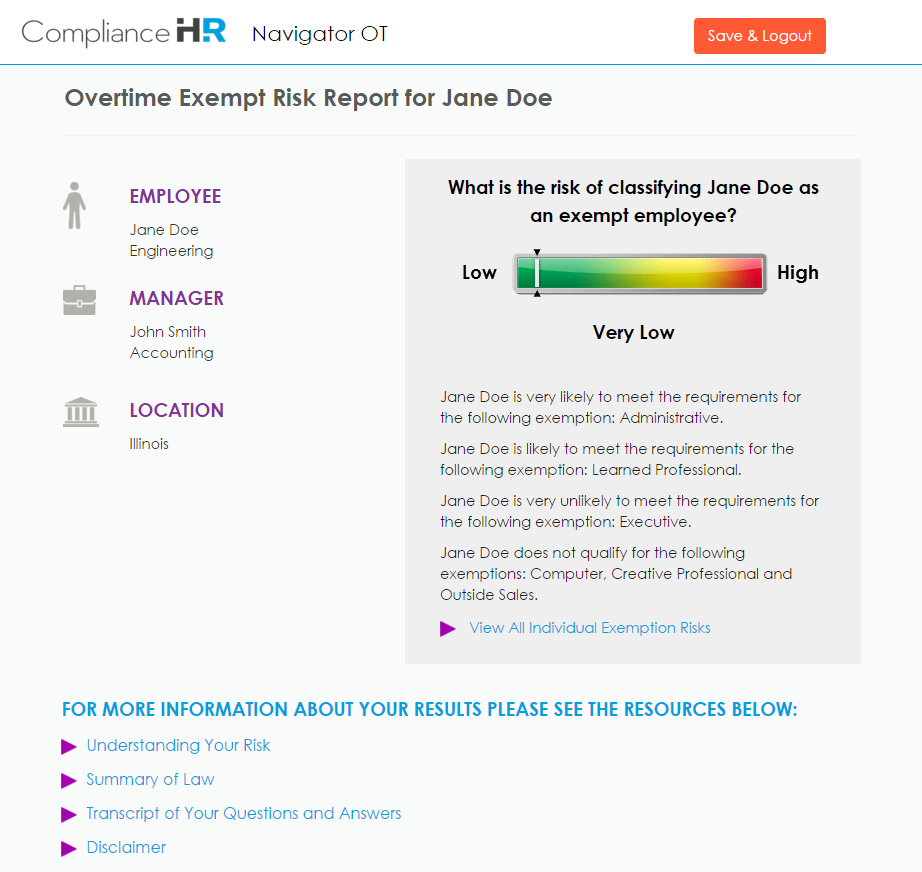 ComplianceHR Navigator OT Save & Logout
Overtime Exempt Risk Report for Jane Doe
EMPLOYEE
Jane Doe
Engineering
MANAGER
John Smith
Accounting
LOCATION
Illinois
What is the risk of classifying Jane Doe as
an exempt employee?
Low High
Very Low
Jane Doe is very likely to meet the requirements for
the following exemption: Administrative.
Jane Doe is likely to meet the requirements for the
following exemption: Learned Professional.
Jane Doe is very unlikely to meet the requirements for
the following exemption: Executive.
Jane Doe does not qualify for the following
exemptions: Computer, Creative Professional and
Outside Sales.
View All Individual Exemption Risks
FOR MORE INFORMATION ABOUT YOUR RESULTS PLEASE SEE THE RESOURCES BELOW:
Understanding Your Risk
Summary of Law
Transcript of Your Questions and Answers
Disclaimer